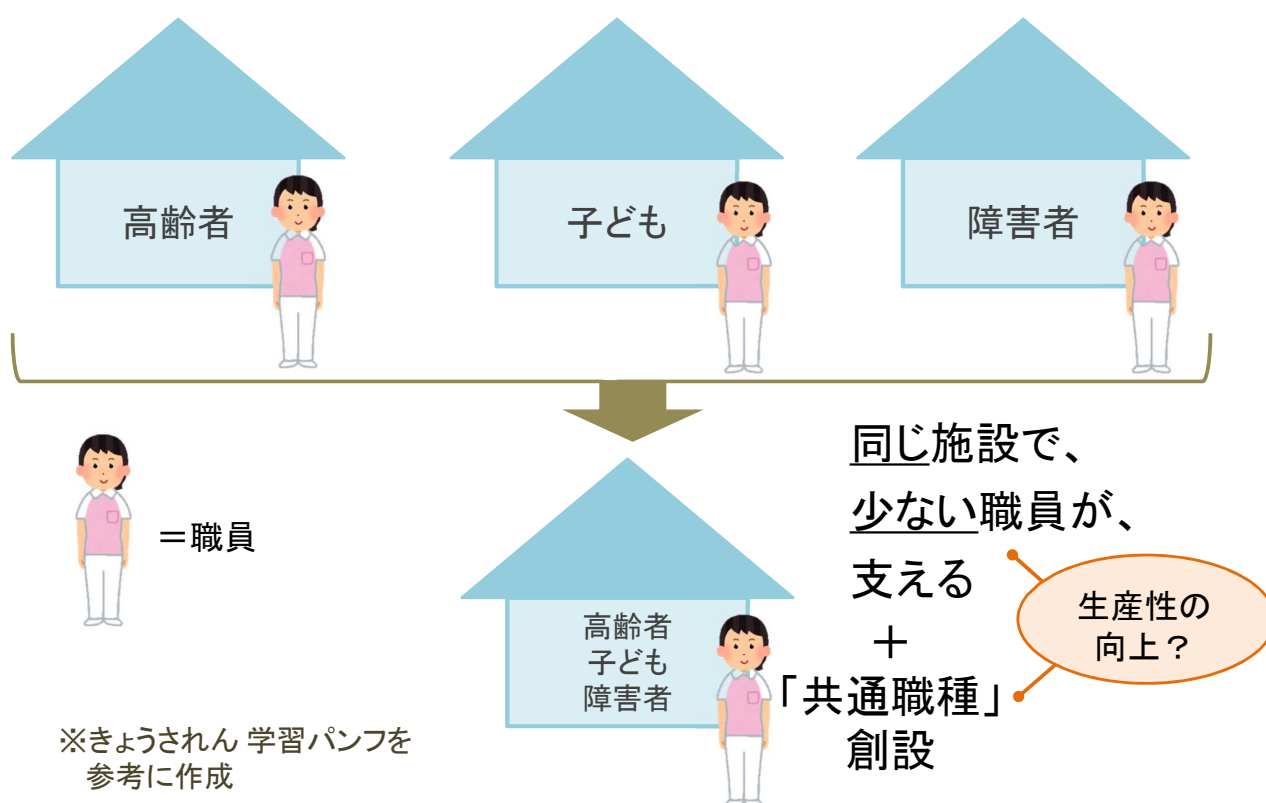 高齢者
子ども
障害者
＝職員
高齢者
子ども
障害者
同じ施設で、
少ない職員が、
支える
＋
「共通職種」
創設
生産性の
向上？
※きょうされん 学習パンフを
参考に作成